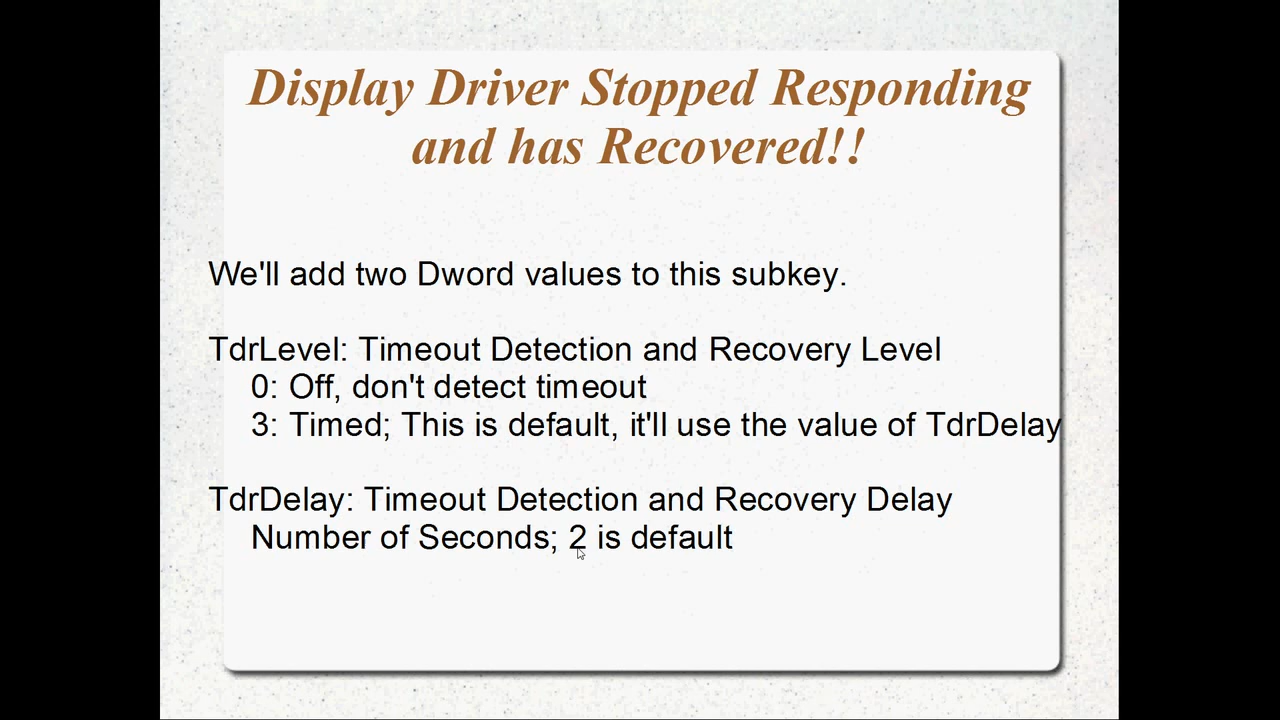 Display Driver Stopped Responding
and has Recovered!!
We'll add two Dword values to this subkey.
TdrLevel: Timeout Detection and Recovery Level
0: Off, don't detect timeout
3: Timed; This is default, it'll use the value of TdrDelay
TdrDelay: Timeout Detection and Recovery Delay
Number of Seconds; 2 is default